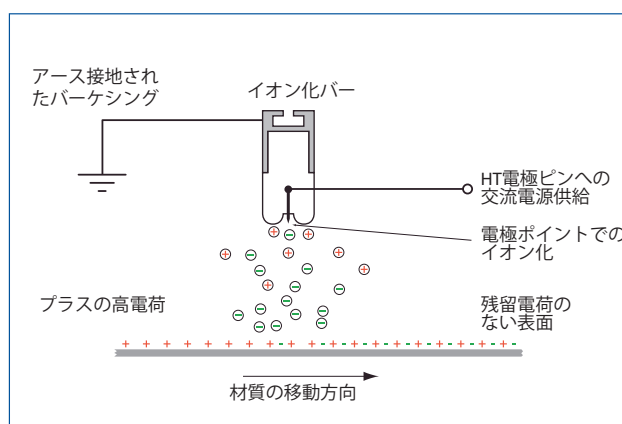 アース接地され
たバーケシング
イオン化バー
HT電極ピンへの
交流電源供給
電極ポイントでの
イオン化
プラスの高電荷
残留電荷の
ない表面
材質の移動方向